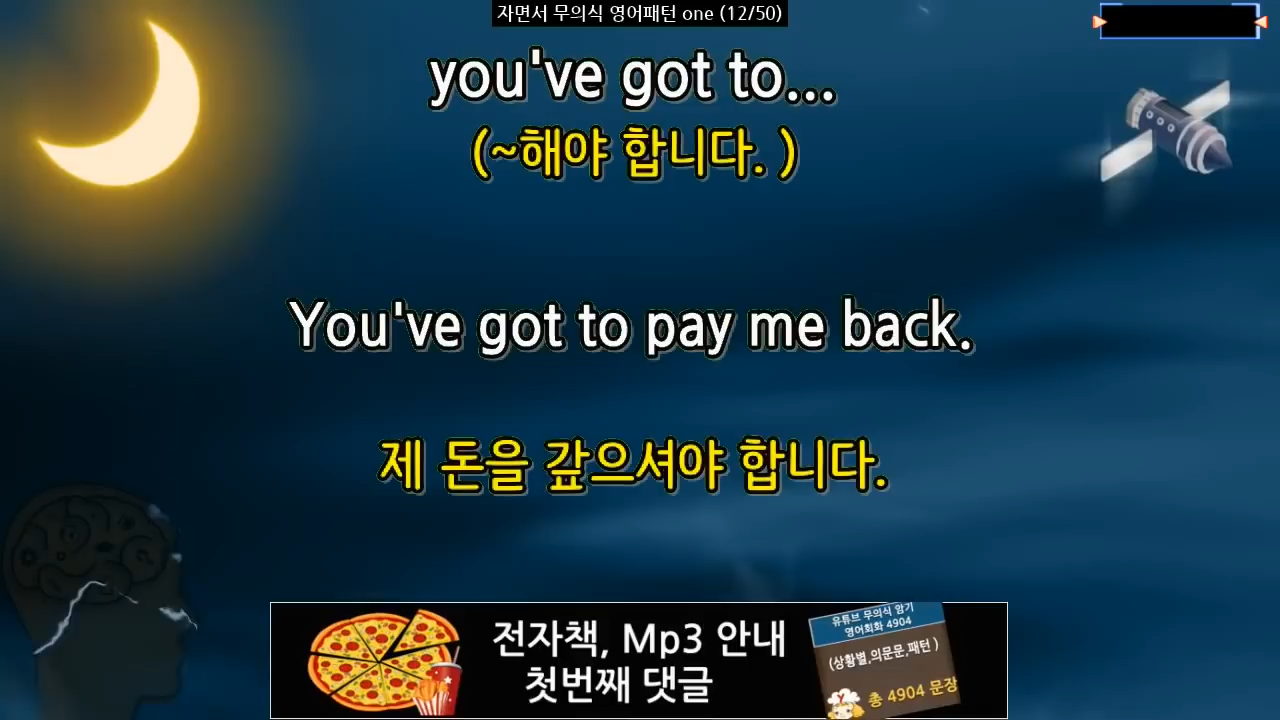 자면서 무의식 영어패턴 one (12/50)
you've got to...
(~해야 합니다. )
You've got to pay me back.
제 돈을 갚으셔야 합니다.
전자책, Mp3 안내
첫번째 댓글
유튜브 무의식 암기
영어회화 4904
(상황별,의문문,패턴 )
총 4904 문장